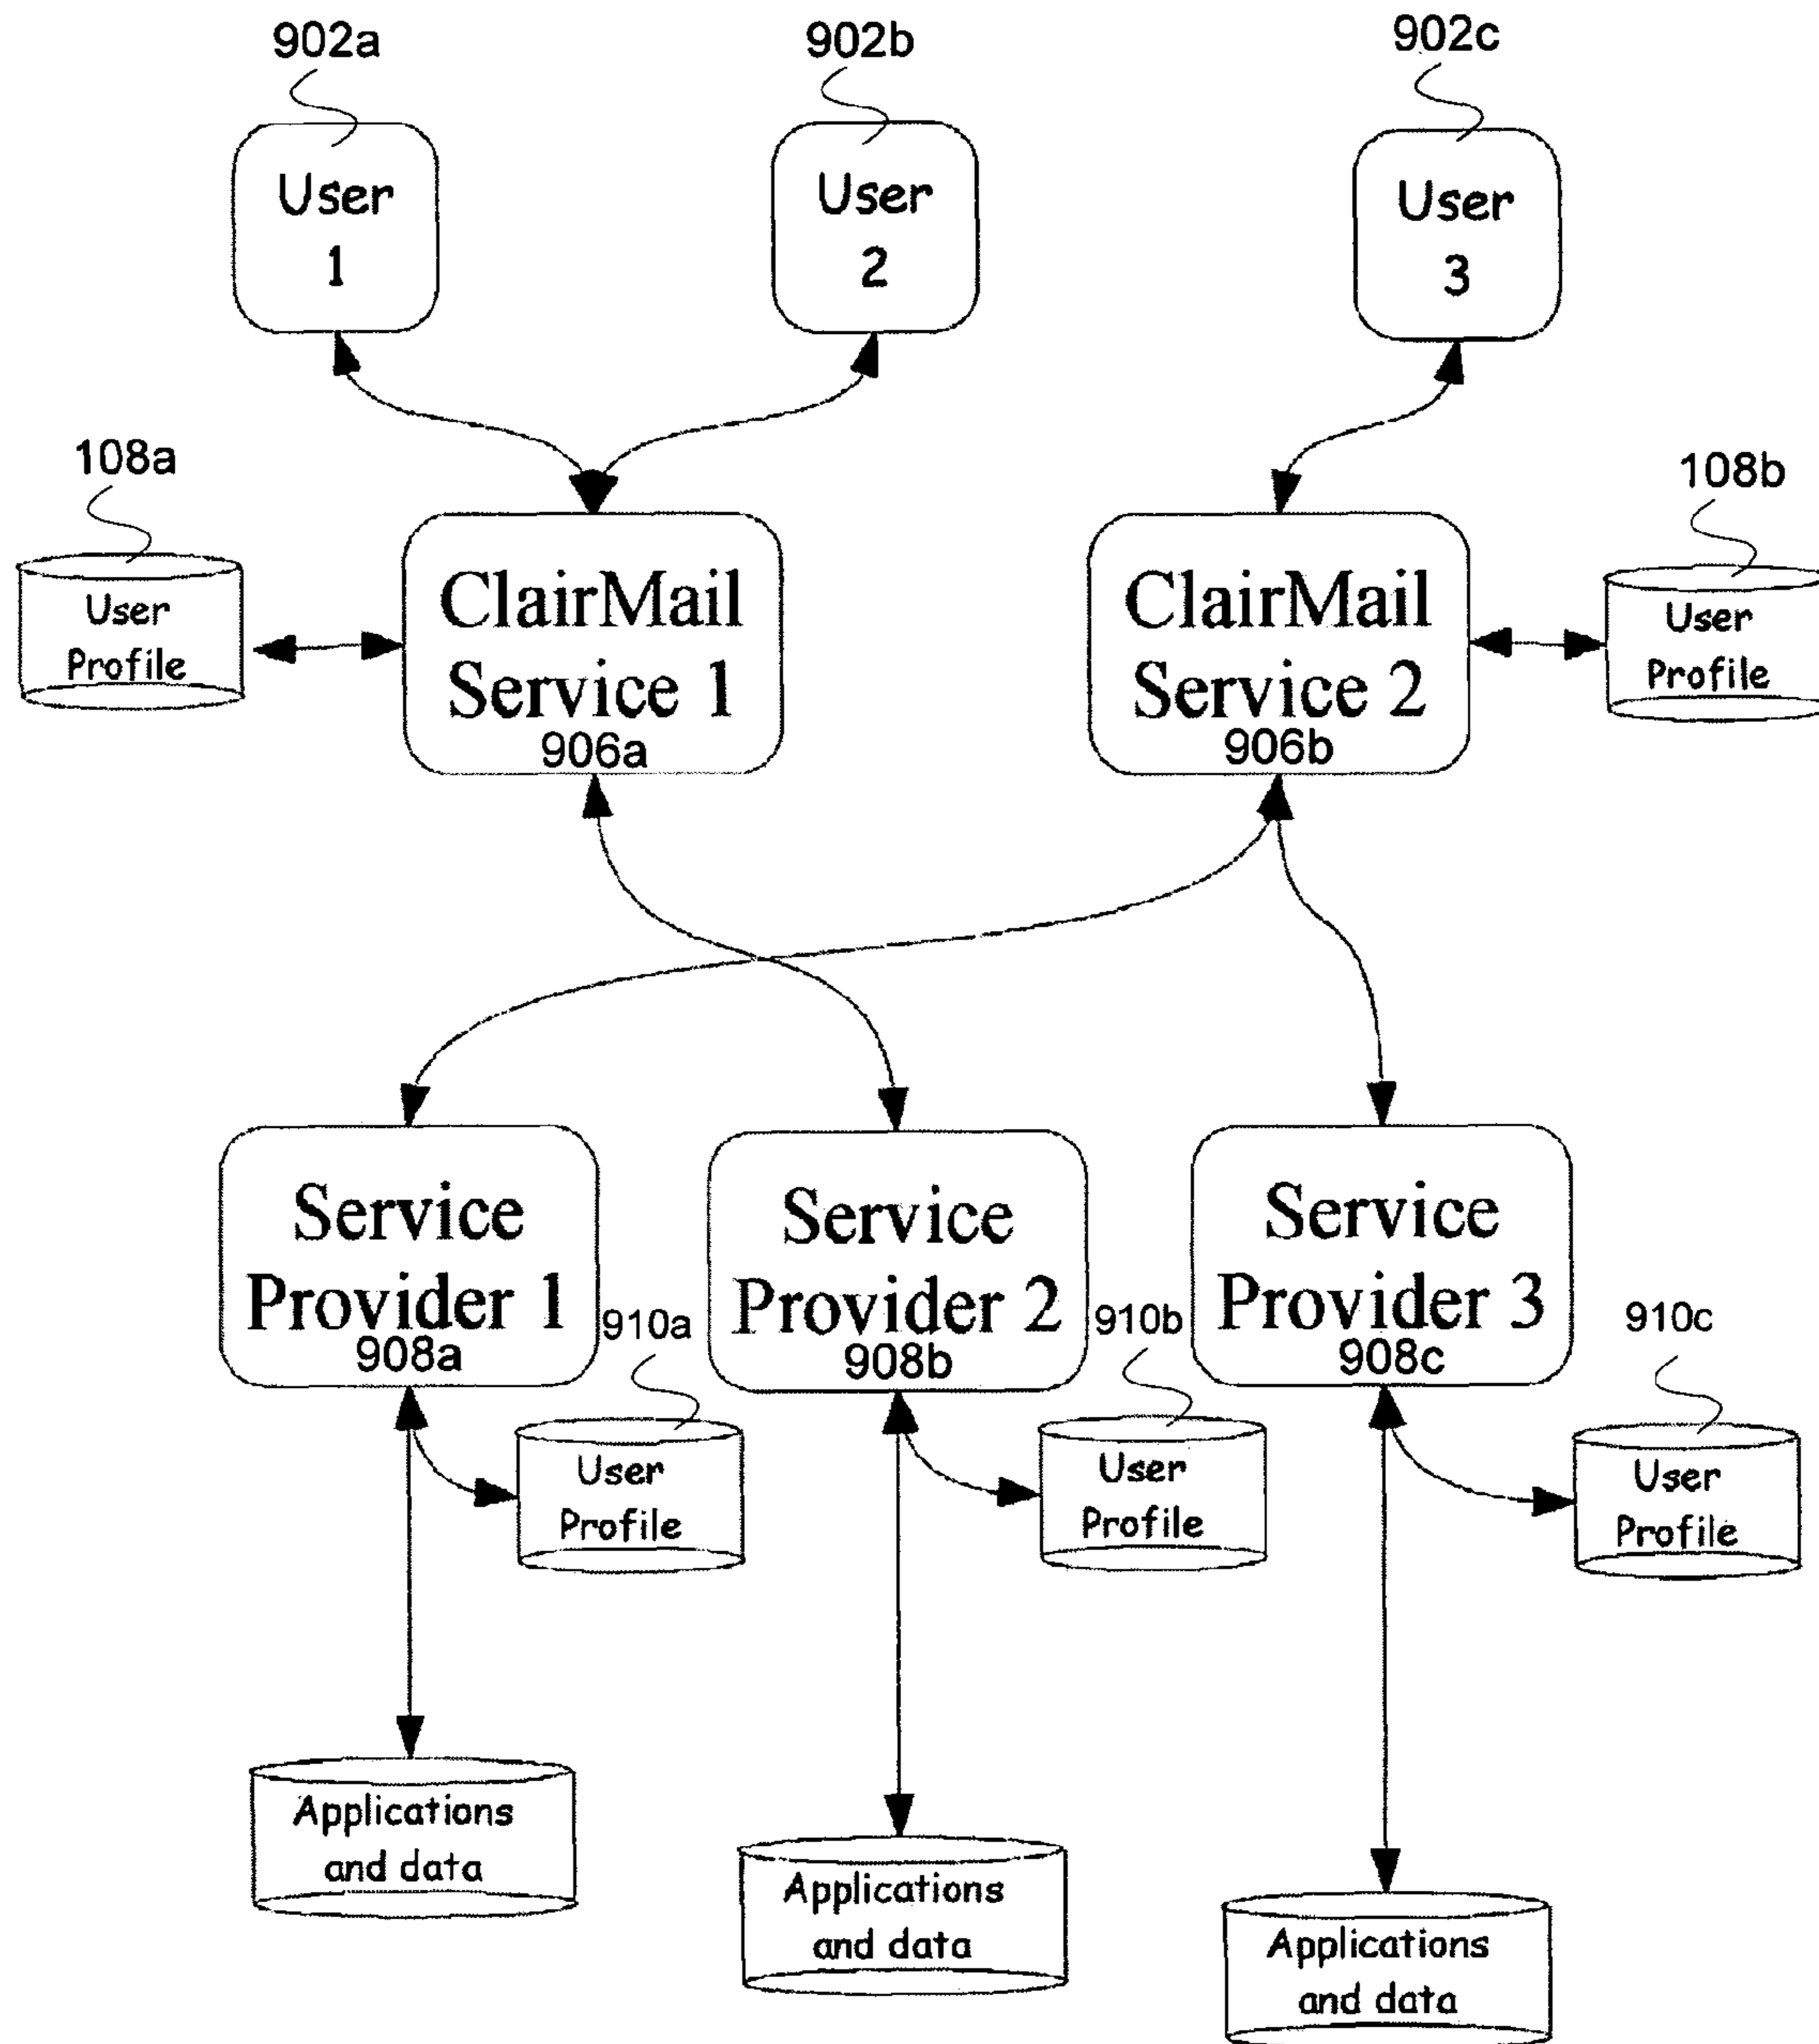 902a
902b
902c
User
1
User
2
User
3
108a
108b
User
Profile
ClairMail
Service 1
906a
ClairMail
Service 2
906b
User
Profile
Service
Provider 1
908a
910a
Service
Provider 2
908b
910b
Service
Provider 3
908c
910c
User
Profile
User
Profile
User
Profile
Applications
and data
Applications
and data
Applications
and data